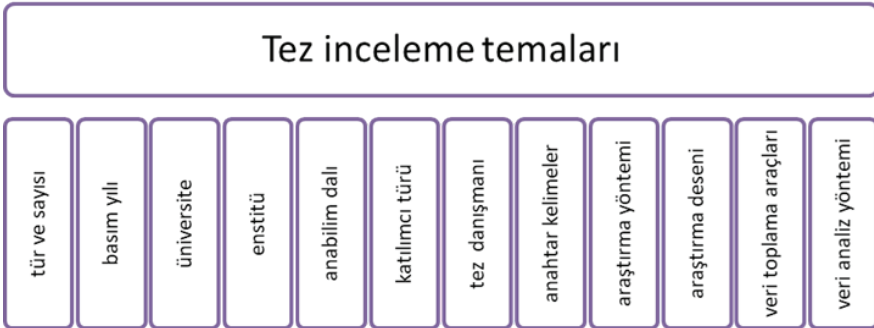 Tez inceleme temaları
tür ve sayısı
basım yılı
üniversite
enstitü
anabilim dalı
katılımcı türü
tez danışmanı
anahtar kelimeler
araştırma yöntemi
araştırma deseni
veri toplama araçları
veri analiz yöntemi